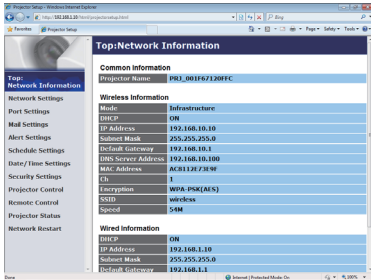 Projector Setup - Windows Internet Explorer
http://192.168.1.10/html/projectorsetup.html
Bing
Favorites
Projector Setup
Page
Safety
Tools
Top:Network Information
Common Information
Projector Name PRJ_001F67120FFC
Wireless Information
Mode Infrastructure
DHCP ON
IP Address 192.168.10.10
Subnet Mask 255.255.255.0
Default Gateway 192.168.10.1
DNS Server Address 192.168.10.100
MAC Address
Ch 1
Encryption WPA-PSK(AES)
SSID wireless
Speed 54M
Wired Information
DHCP ON
IP Address 192.168.1.10
Subnet Mask 255.255.255.0
Default Gateway 192.168.1.1
Top:
Network Information
Network Settings
Port Settings
Mail Settings
Alert Settings
Schedule Settings
Date/Time Settings
Security Settings
Projector Control
Remote Control
Projector Status
Network Restart
Done
Internet | Protected Mode: On
100%